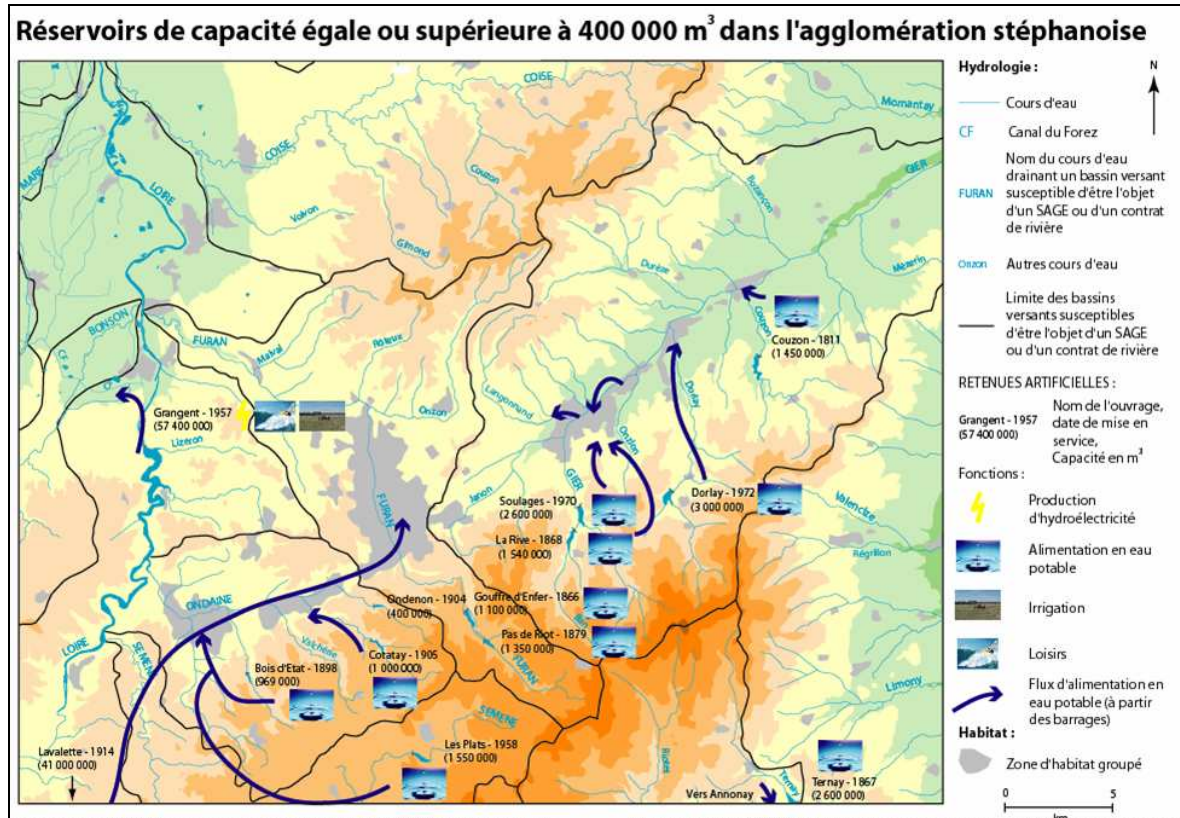 Réservoirs de capacité égale ou supérieure à 400 000 m³ dans l'agglomération stéphanoise
COISE
COISE
Mornantay
MARE
LOIRE
Couzon
Bozançon
GIER
Volvon
Gimond
Durèze
Mézerin
BONSON
FURAN
Malval
Couzon
Couzon - 1811
(1 450 000)
CF
Grangent - 1957
(57 400 000)
Lizeron
Onzon
Langonnand
Dorlay
Onzion
GIER
FURAN
Janon
Soulages - 1970
(2 600 000)
Dorlay - 1972
(3 000 000)
Valencize
La Rive - 1868
(1 540 000)
Régrillon
ONDAINE
Ondenon - 1904
(400 000)
Gouffre d'Enfer - 1866
(1 100 000)
Pas de Riot - 1879
(1 350 000)
LOIRE
Valchérie
Cotatay - 1905
(1 000 000)
FURAN
Bois d'Etat - 1898
(969 000)
Limony
SEMENE
Lavalette - 1914
(41 000 000)
Les Plats - 1958
(1 550 000)
Ternay - 1867
(2 600 000)
Vers Annonay
Ternay
Hydrologie :
N
Cours d'eau
CF
Canal du Forez
FURAN
Nom du cours d'eau
drainant un bassin versant
susceptible d'être l'objet
d'un SAGE ou d'un contrat
de rivière
Onzon
Autres cours d'eau
Limite des bassins
versants susceptibles
d'être l'objet d'un SAGE
ou d'un contrat de rivière
RETENUES ARTIFICIELLES :
Grangent - 1957
(57 400 000)
Nom de l'ouvrage,
date de mise en
service,
Capacité en m³
Fonctions :
Production
d'hydroélectricité
Alimentation en eau
potable
Irrigation
Loisirs
Flux d'alimentation en
eau potable (à partir
des barrages)
Habitat :
Zone d'habitat groupé
0 5
km